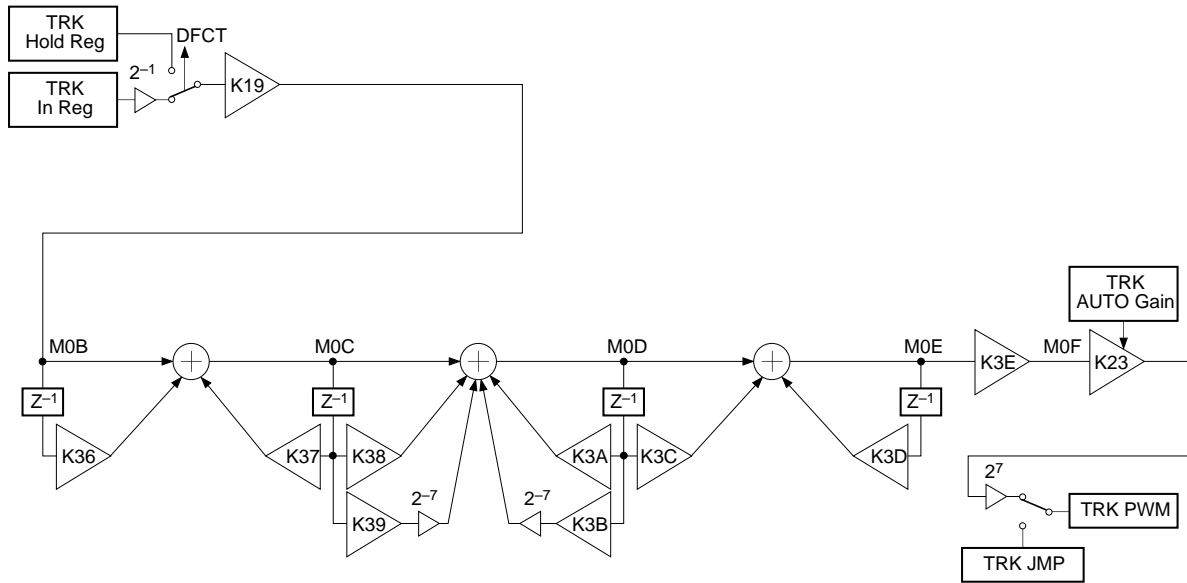 TRK
Hold Reg
DFCT
TRK
In Reg
2–1
K19
TRK
AUTO Gain
M0B
M0C
M0D
M0E
K3E
M0F
K23
Z–1
Z–1
Z–1
Z–1
K36
K37
K38
K3A
K3C
K3D
K39
2–7
2–7
K3B
27
TRK PWM
TRK JMP